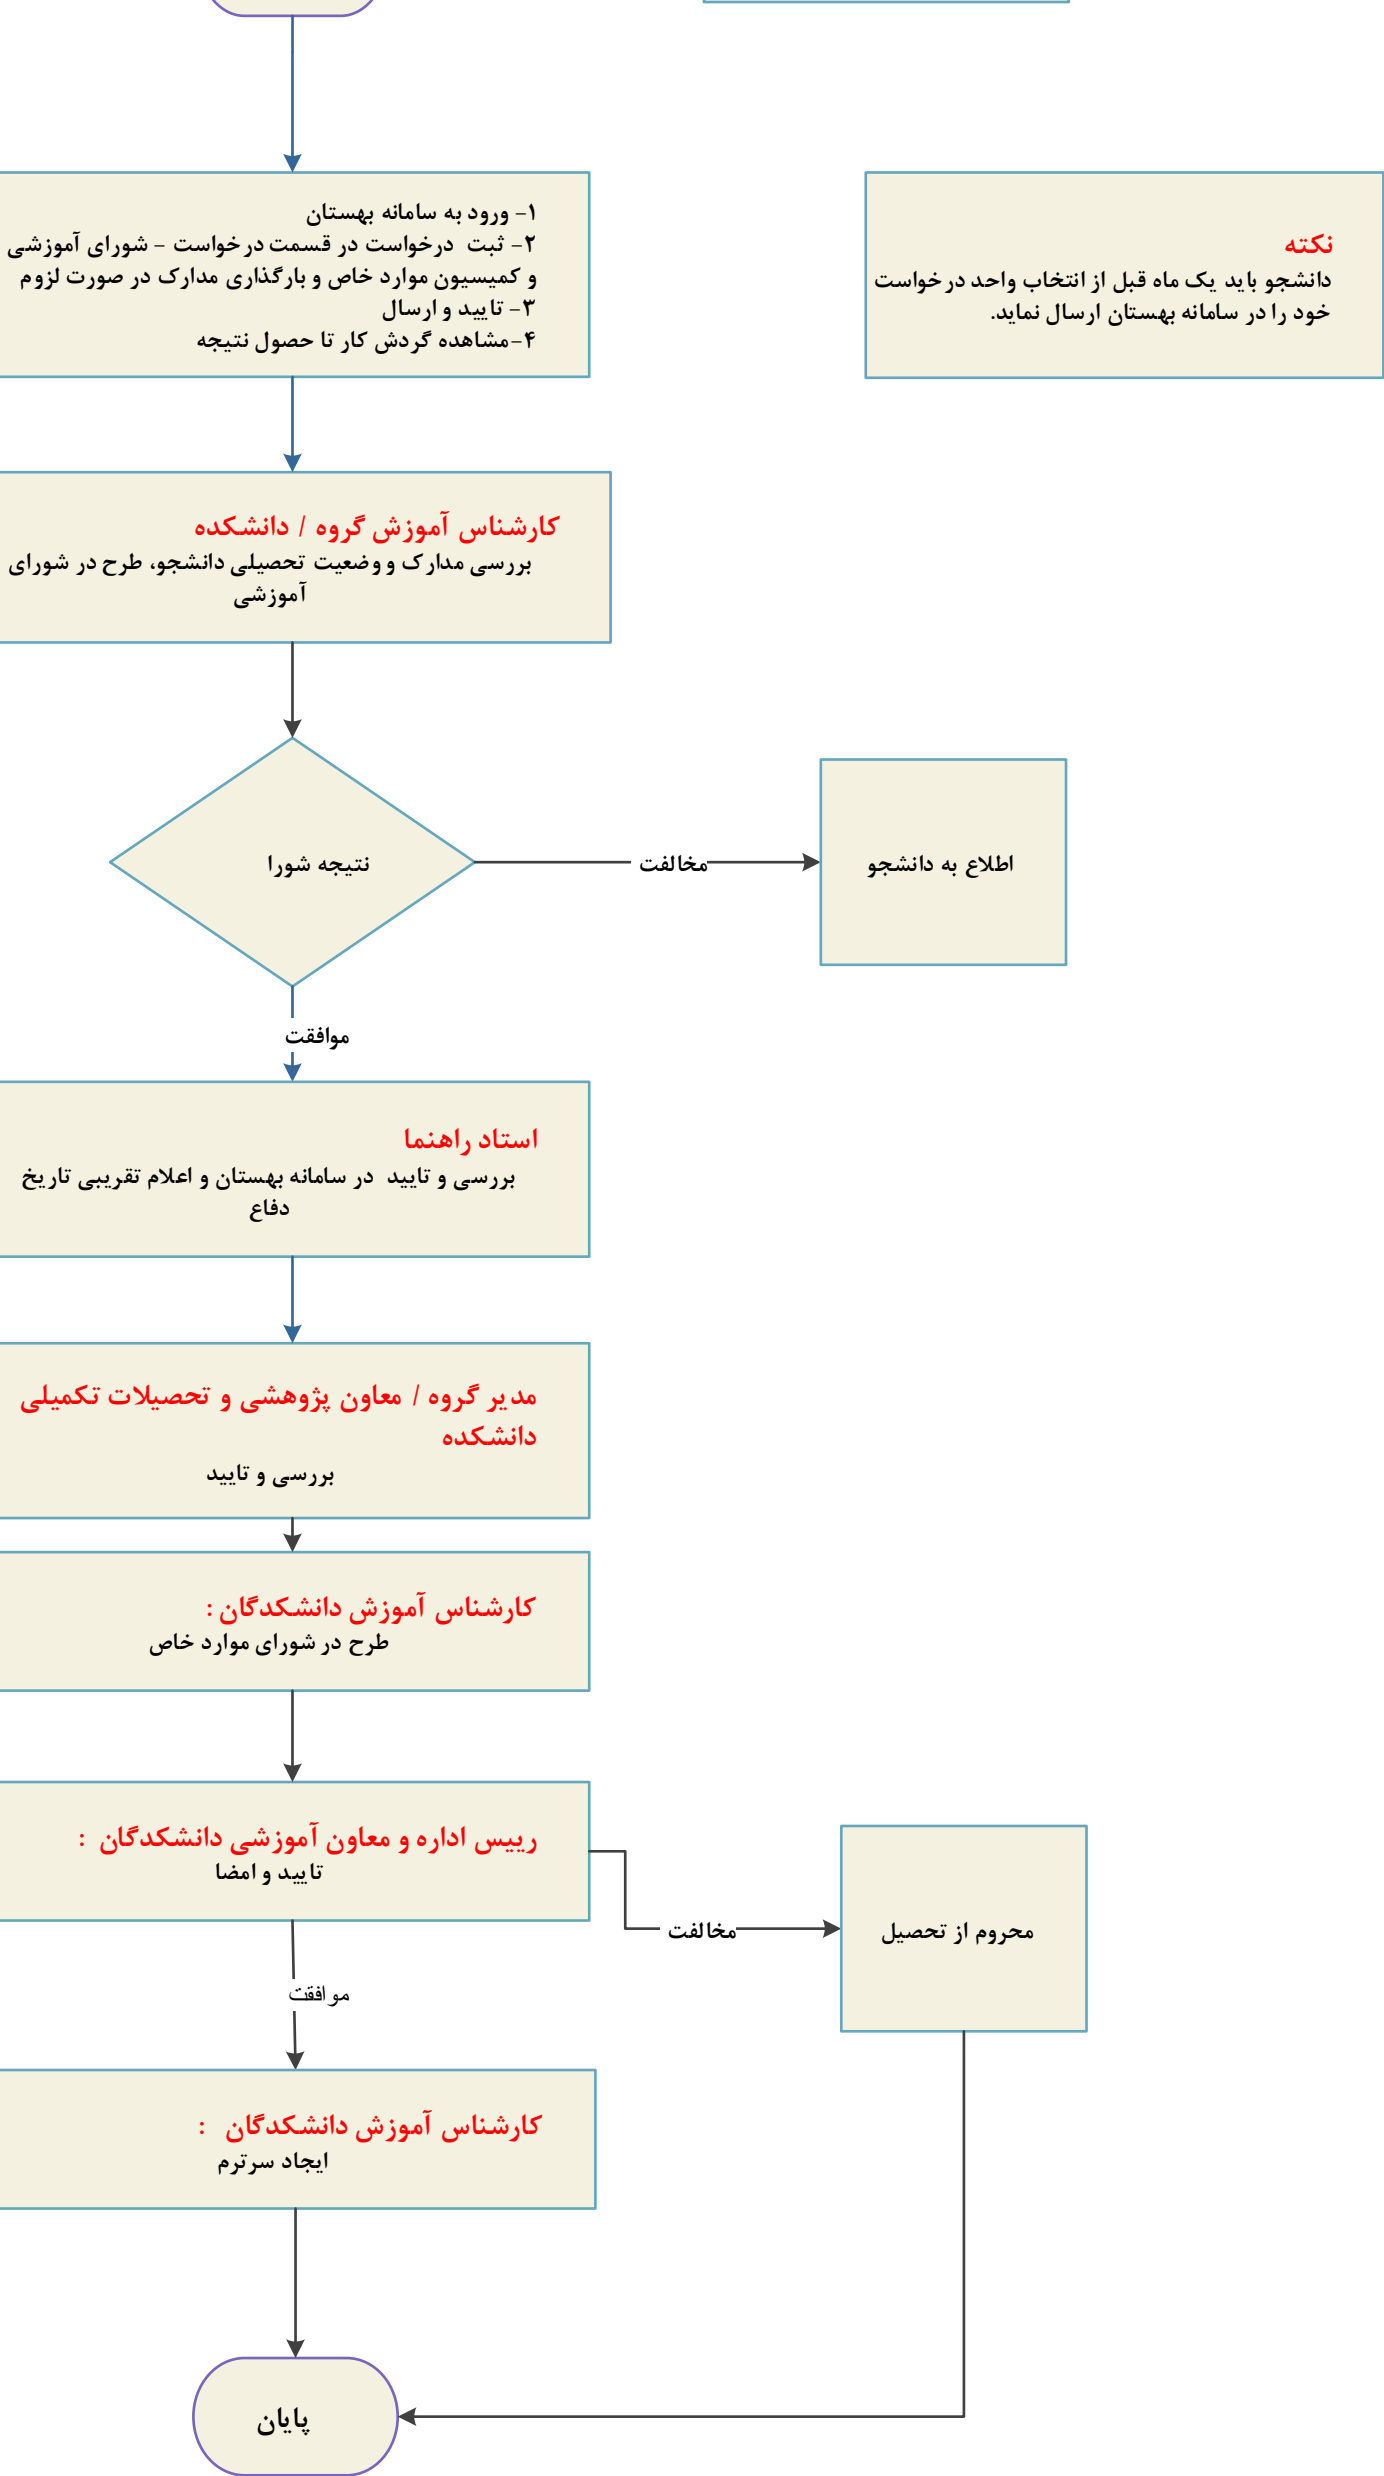 ۱- ورود به سامانه بهستان
۲- ثبت درخواست در قسمت درخواست - شورای آموزشی
و کمیسیون موارد خاص و بارگذاری مدارک در صورت لزوم
۳- تایید و ارسال
۴-مشاهده گردش کار تا حصول نتیجه
نکته
دانشجو باید یک ماه قبل از انتخاب واحد درخواست
خود را در سامانه بهستان ارسال نماید.
کارشناس آموزش گروه / دانشکده
بررسی مدارک و وضعیت تحصیلی دانشجو، طرح در شورای
آموزشی
نتیجه شورا
مخالفت
اطلاع به دانشجو
موافقت
استاد راهنما
بررسی و تایید در سامانه بهستان و اعلام تقریبی تاریخ
دفاع
مدیر گروه / معاون پژوهشی و تحصیلات تکمیلی
دانشکده
بررسی و تایید
کارشناس آموزش دانشکدگان :
طرح در شورای موارد خاص
رییس اداره و معاون آموزشی دانشکدگان :
تایید و امضا
مخالفت
محروم از تحصیل
موافقت
کارشناس آموزش دانشکدگان :
ایجاد سرترم
پایان